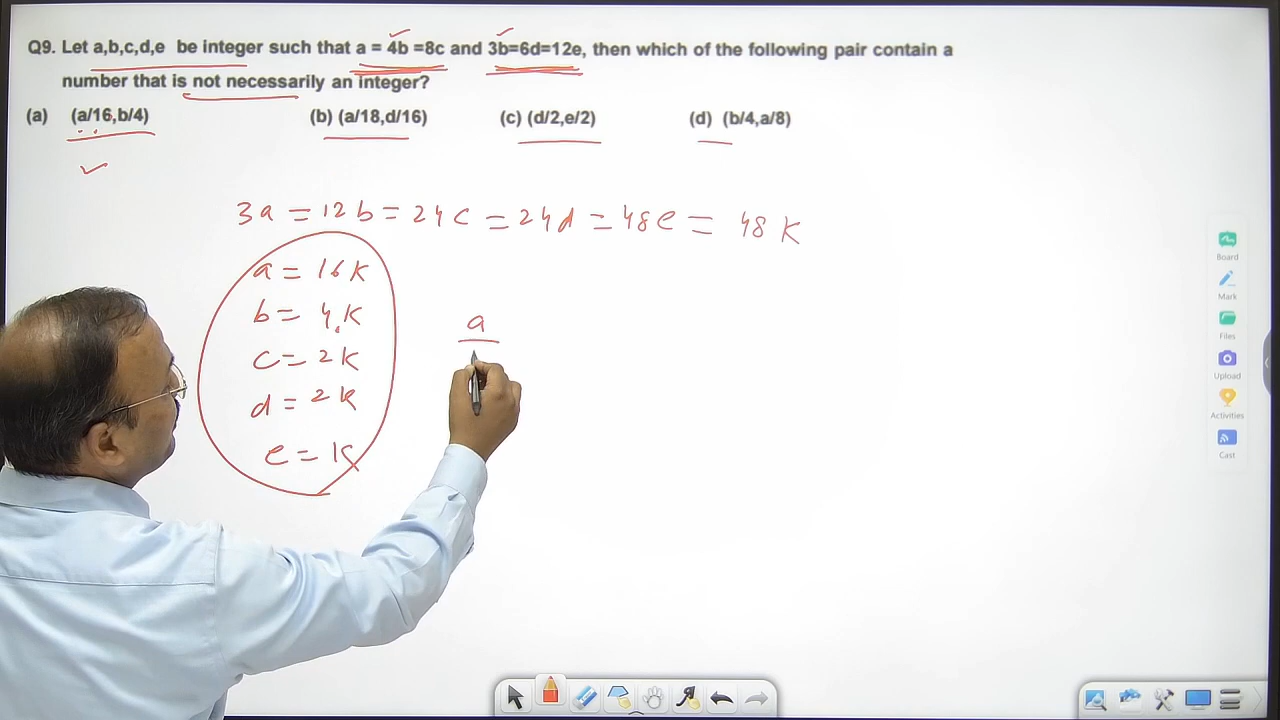 Q9. Let a,b,c,d,e be integer such that a = 4b =8c and 3b=6d=12e, then which of the following pair contain a
number that is not necessarily an integer?
(a) (a/16,b/4) (b) (a/18,d/16) (c) (d/2,e/2) (d) (b/4,a/8)
3a = 12b = 24c = 24d = 48e = 48k
a = 16k
b = 4k
c = 2k
d = 2k
e = k
a
Board
Mark
Files
Upload
Activities
Cast